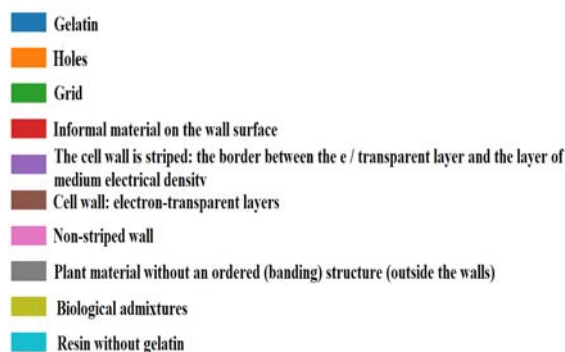 Gelatin
Holes
Grid
Informal material on the wall surface
The cell wall is striped: the border between the e / transparent layer and the layer of
medium electrical density
Cell wall: electron-transparent layers
Non-striped wall
Plant material without an ordered (banding) structure (outside the walls)
Biological admixtures
Resin without gelatin